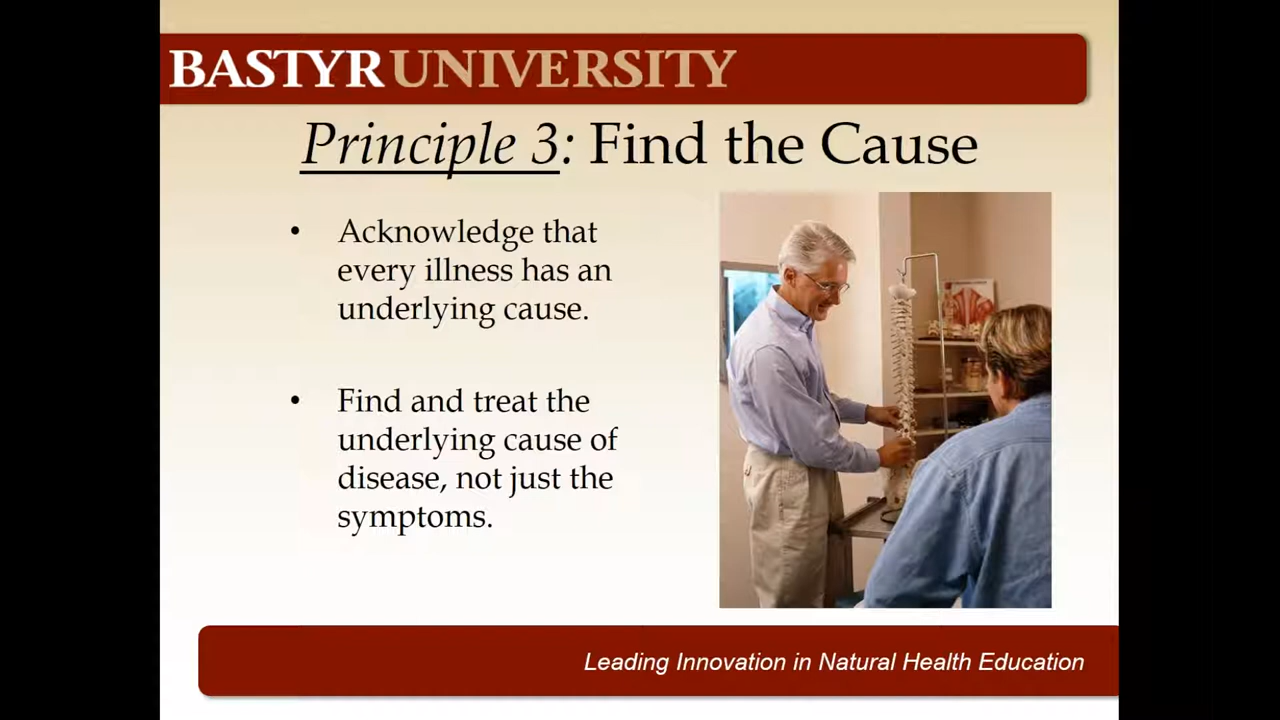 BASTYR UNIVERSITY
Principle 3: Find the Cause
• Acknowledge that
every illness has an
underlying cause.
• Find and treat the
underlying cause of
disease, not just the
symptoms.
Leading Innovation in Natural Health Education